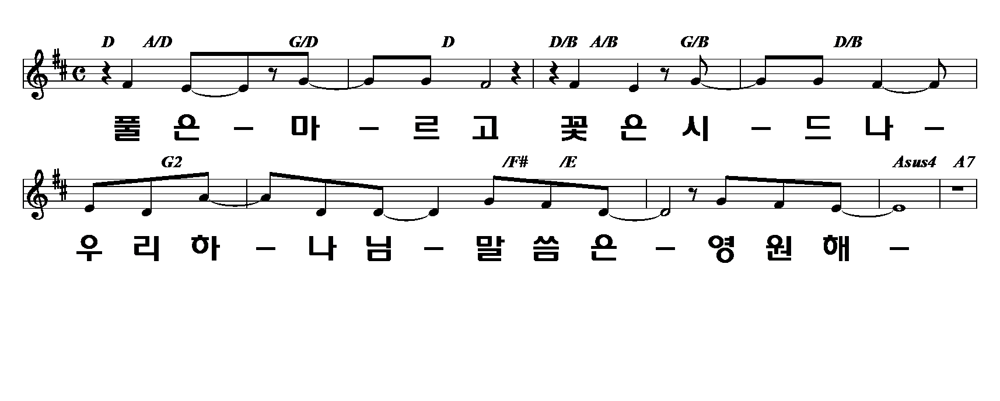 D A/D G/D D D/B A/B G/B D/B
풀 은 – 마 – 르 고 꽃 은 시 – 드 나 –
G2 /F# /E Asus4 A7
우 리 하 – 나 님 – 말 씀 은 – 영 원 해 –